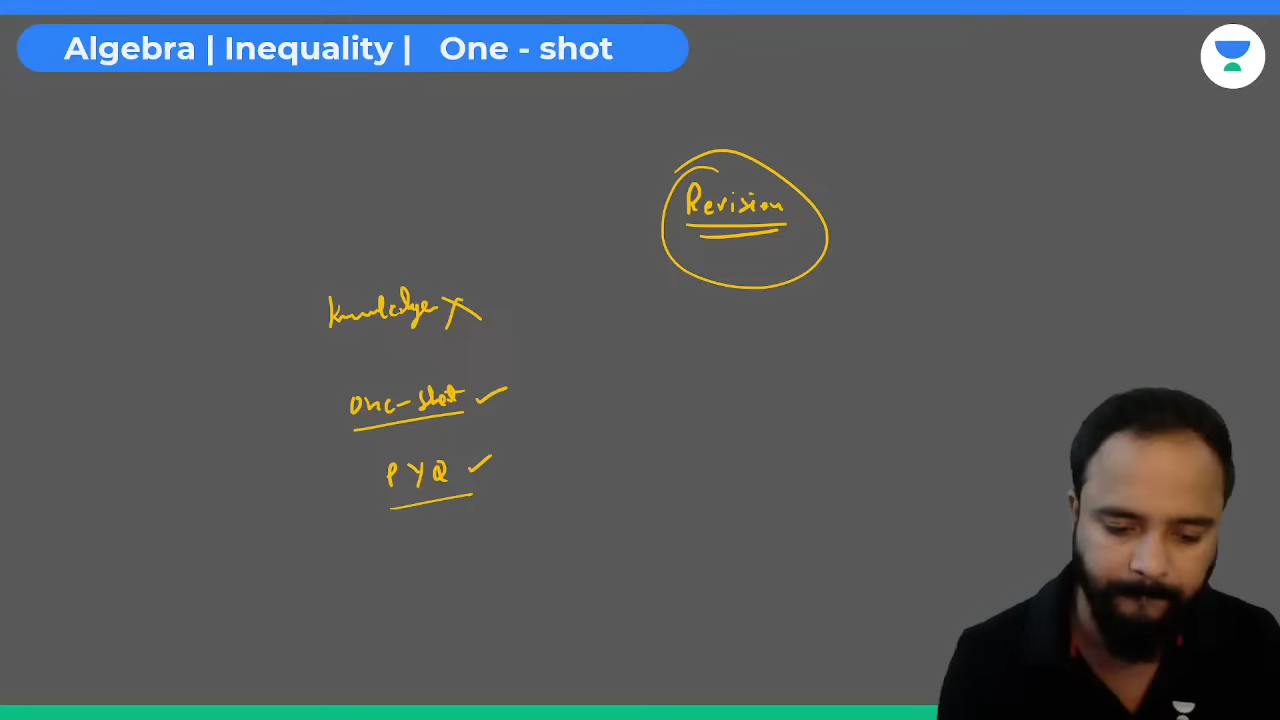 Algebra | Inequality | One - shot
Revision
Knowledge
One-shot
PYQ